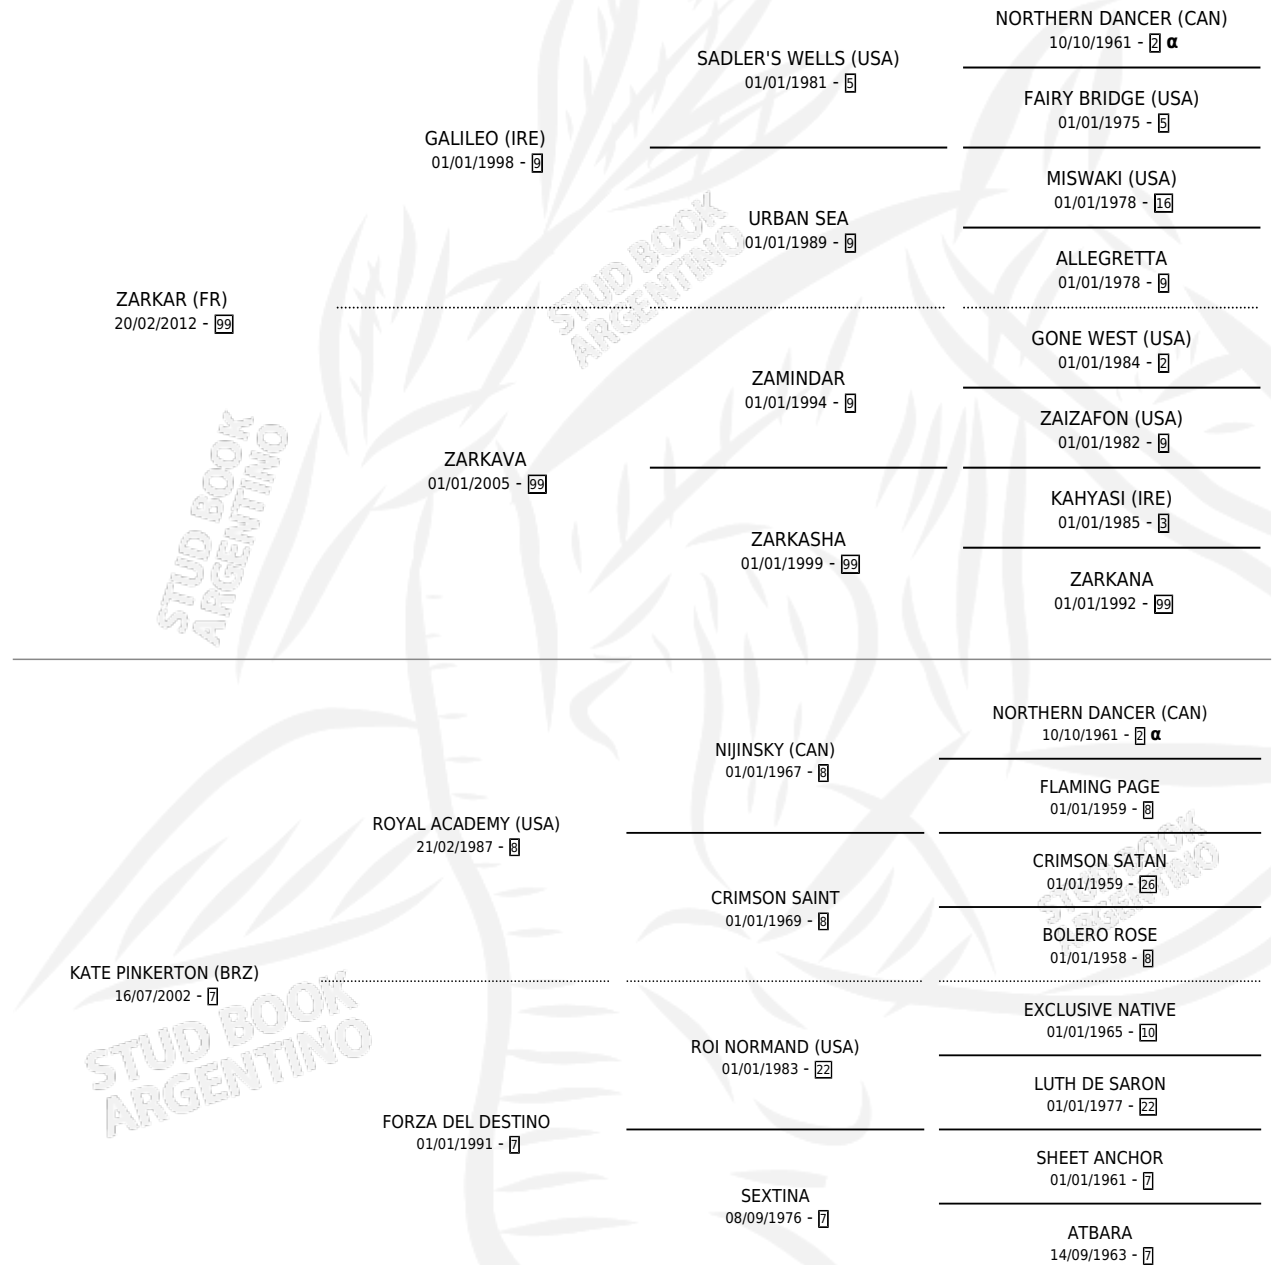 NORTHERN DANCER (CAN)
10/10/1961 - 2 α
SADLER'S WELLS (USA)
01/01/1981 - 5
FAIRY BRIDGE (USA)
01/01/1975 - 5
GALILEO (IRE)
01/01/1998 - 9
MISWAKI (USA)
01/01/1978 - 16
URBAN SEA
01/01/1989 - 9
ALLEGRETTA
01/01/1978 - 9
ZARKAR (FR)
20/02/2012 - 99
GONE WEST (USA)
01/01/1984 - 2
ZAMINDAR
01/01/1994 - 9
ZAIZAFON (USA)
01/01/1982 - 9
ZARKAVA
01/01/2005 - 99
KAHYASI (IRE)
01/01/1985 - 3
ZARKASHA
01/01/1999 - 99
ZARKANA
01/01/1992 - 99
NORTHERN DANCER (CAN)
10/10/1961 - 2 α
NIJINSKY (CAN)
01/01/1967 - 8
FLAMING PAGE
01/01/1959 - 8
ROYAL ACADEMY (USA)
21/02/1987 - 8
CRIMSON SATAN
01/01/1959 - 26
CRIMSON SAINT
01/01/1969 - 8
BOLERO ROSE
01/01/1958 - 8
KATE PINKERTON (BRZ)
16/07/2002 - 7
EXCLUSIVE NATIVE
01/01/1965 - 10
ROI NORMAND (USA)
01/01/1983 - 22
LUTH DE SARON
01/01/1977 - 22
FORZA DEL DESTINO
01/01/1991 - 7
SHEET ANCHOR
01/01/1961 - 7
SEXTINA
08/09/1976 - 7
ATBARA
14/09/1963 - 7
STUD BOOK
ARGENTINO
STUD BOOK
ARGENTINO
STUD BOOK
ARGENTINO
STUD BOOK
ARGENTINO